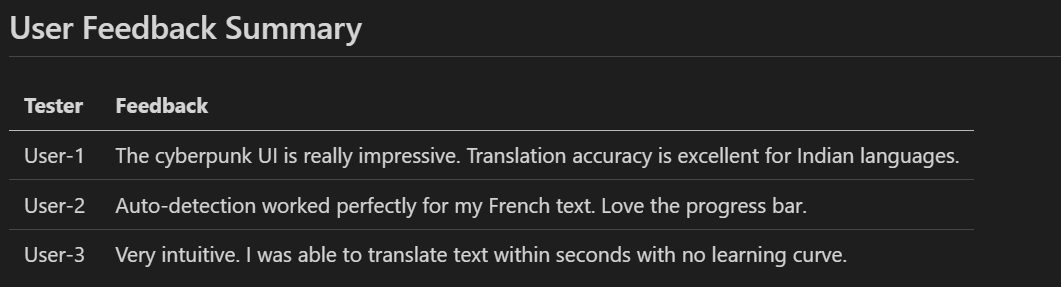 User Feedback Summary
Tester Feedback
User-1 The cyberpunk UI is really impressive. Translation accuracy is excellent for Indian languages.
User-2 Auto-detection worked perfectly for my French text. Love the progress bar.
User-3 Very intuitive. I was able to translate text within seconds with no learning curve.